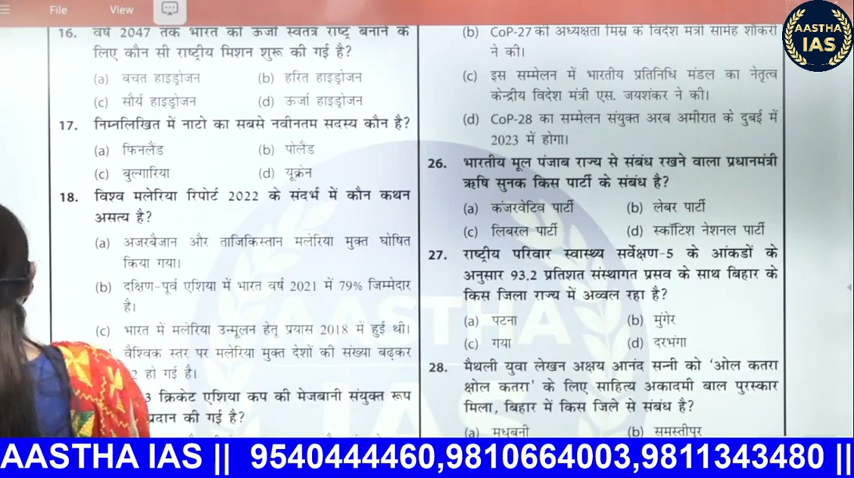 File View
16. वर्ष 2047 तक भारत को ऊर्जा स्वतंत्र राष्ट्र बनाने के
लिए कौन सी राष्ट्रीय मिशन शुरू की गई है?
(a) बचत हाइड्रोजन (b) हरित हाइड्रोजन
(c) सौर्य हाइड्रोजन (d) ऊर्जा हाइड्रोजन
17. निम्नलिखित में नाटो का सबसे नवीनतम सदस्य कौन है?
(a) फिनलैंड (b) पोलैंड
(c) बुल्गारिया (d) यूक्रेन
18. विश्व मलेरिया रिपोर्ट 2022 के संदर्भ में कौन कथन
असत्य है?
(a) अजरबैजान और ताजिकिस्तान मलेरिया मुक्त घोषित
किया गया।
(b) दक्षिण-पूर्व एशिया में भारत वर्ष 2021 में 79% जिम्मेदार
है।
(c) भारत में मलेरिया उन्मूलन हेतु प्रयास 2018 में हुई थी।
वैश्विक स्तर पर मलेरिया मुक्त देशों की संख्या बढ़कर
2 हो गई है।
3 क्रिकेट एशिया कप की मेजबानी संयुक्त रूप
प्रदान की गई है?
(b) CoP-27 की अध्यक्षता मिस्र के विदेश मंत्री सामेह शौकरी
ने की।
(c) इस सम्मेलन में भारतीय प्रतिनिधि मंडल का नेतृत्व
केन्द्रीय विदेश मंत्री एस. जयशंकर ने की।
(d) CoP-28 का सम्मेलन संयुक्त अरब अमीरात के दुबई में
2023 में होगा।
26. भारतीय मूल पंजाब राज्य से संबंध रखने वाला प्रधानमंत्री
ऋषि सुनक किस पार्टी के संबंध है?
(a) कंजरवेटिव पार्टी (b) लेबर पार्टी
(c) लिबरल पार्टी (d) स्कॉटिश नेशनल पार्टी
27. राष्ट्रीय परिवार स्वास्थ्य सर्वेक्षण-5 के आंकडों के
अनुसार 93.2 प्रतिशत संस्थागत प्रसव के साथ बिहार के
किस जिला राज्य में अव्वल रहा है?
(a) पटना (b) मुंगेर
(c) गया (d) दरभंगा
28. मैथली युवा लेखन अक्षय आनंद सन्नी को 'ओल कतरा
झोल कतरा' के लिए साहित्य अकादमी बाल पुरस्कार
मिला, बिहार में किस जिले से संबंध है?
(a) मधुबनी (b) समस्तीपुर
AASTHA
IAS
AASTHA IAS || 9540444460,9810664003,9811343480 ||